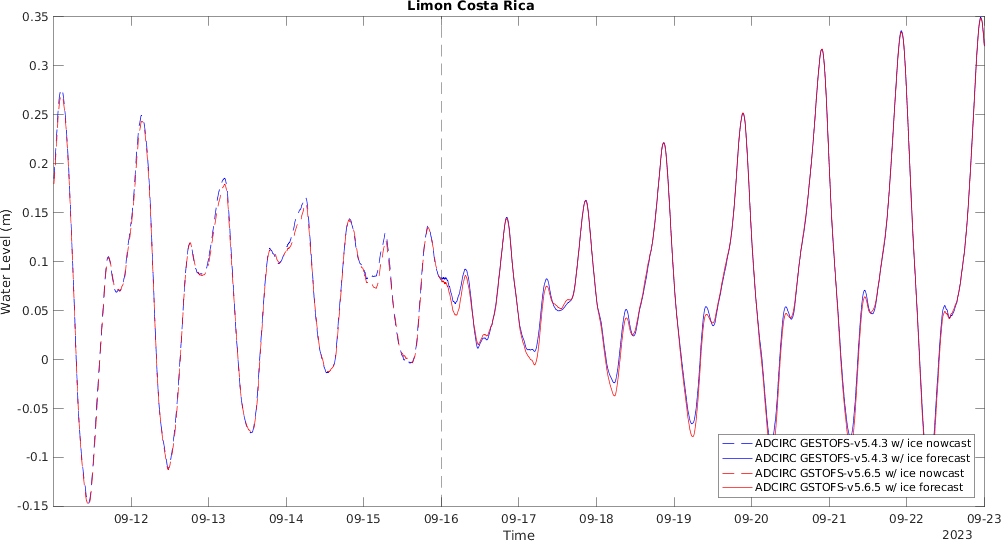 Limon Costa Rica
0.35
0.3
0.25
0.2
0.15
0.1
0.05
0
-0.05
-0.1
-0.15
Water Level (m)
ADCIRC GESTOFS-v5.4.3 w/ ice nowcast
ADCIRC GESTOFS-v5.4.3 w/ ice forecast
ADCIRC GSTOFS-v5.6.5 w/ ice nowcast
ADCIRC GSTOFS-v5.6.5 w/ ice forecast
09-12 09-13 09-14 09-15 09-16 09-17 09-18 09-19 09-20 09-21 09-22 09-23
Time
2023